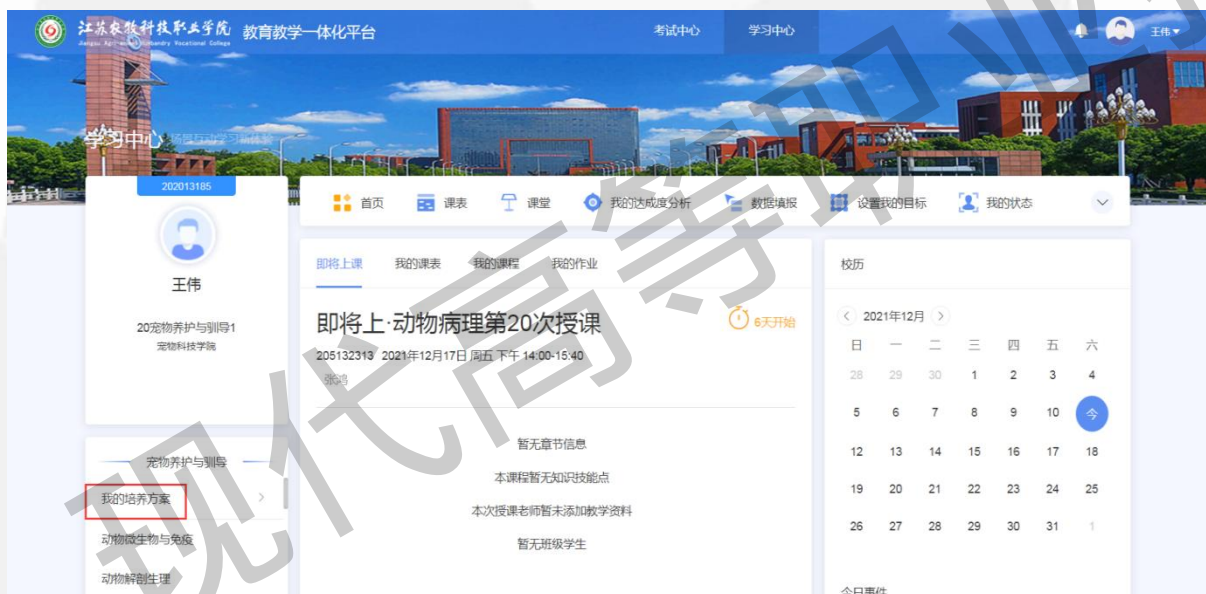 江苏农牧科技职业学院 教育教学一体化平台 考试中心 学习中心 王伟
学习中心
202013185
首页 课表 课堂 我的达成度分析 数据填报 设置我的目标 我的状态
王伟
20宠物养护与驯导1
宠物科技学院
即将上课 我的课表 我的课程 我的作业
即将上·动物病理第20次授课
6天开始
205132313 2021年12月17日 周五 下午 14:00-15:40
张鸿
暂无章节信息
本课程暂无知识技能点
本次授课老师暂未添加教学资料
暂无班级学生
校历
2021年12月
日 一 二 三 四 五 六
28 29 30 1 2 3 4
5 6 7 8 9 10 今
12 13 14 15 16 17 18
19 20 21 22 23 24 25
26 27 28 29 30 31 1
今日事件
宠物养护与驯导
我的培养方案
动物微生物与免疫
动物解剖生理
现代高等职业